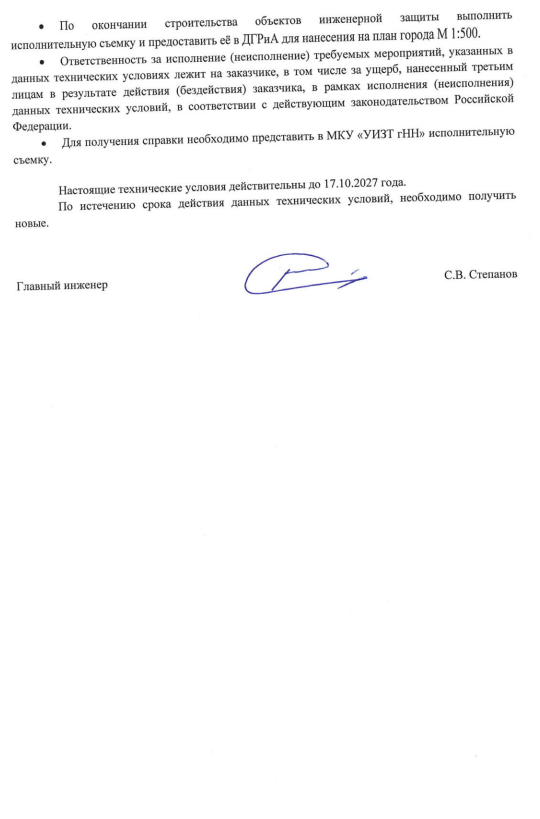 • По окончании строительства объектов инженерной защиты выполнить
исполнительную съемку и предоставить её в ДГРиА для нанесения на план города М 1:500.
• Ответственность за исполнение (неисполнение) требуемых мероприятий, указанных в
данных технических условиях лежит на заказчике, в том числе за ущерб, нанесенный третьим
лицам в результате действия (бездействия) заказчика, в рамках исполнения (неисполнения)
данных технических условий, в соответствии с действующим законодательством Российской
Федерации.
• Для получения справки необходимо представить в МКУ «УИЗТ гНН» исполнительную
съемку.
Настоящие технические условия действительны до 17.10.2027 года.
По истечению срока действия данных технических условий, необходимо получить
новые.
Главный инженер
С.В. Степанов